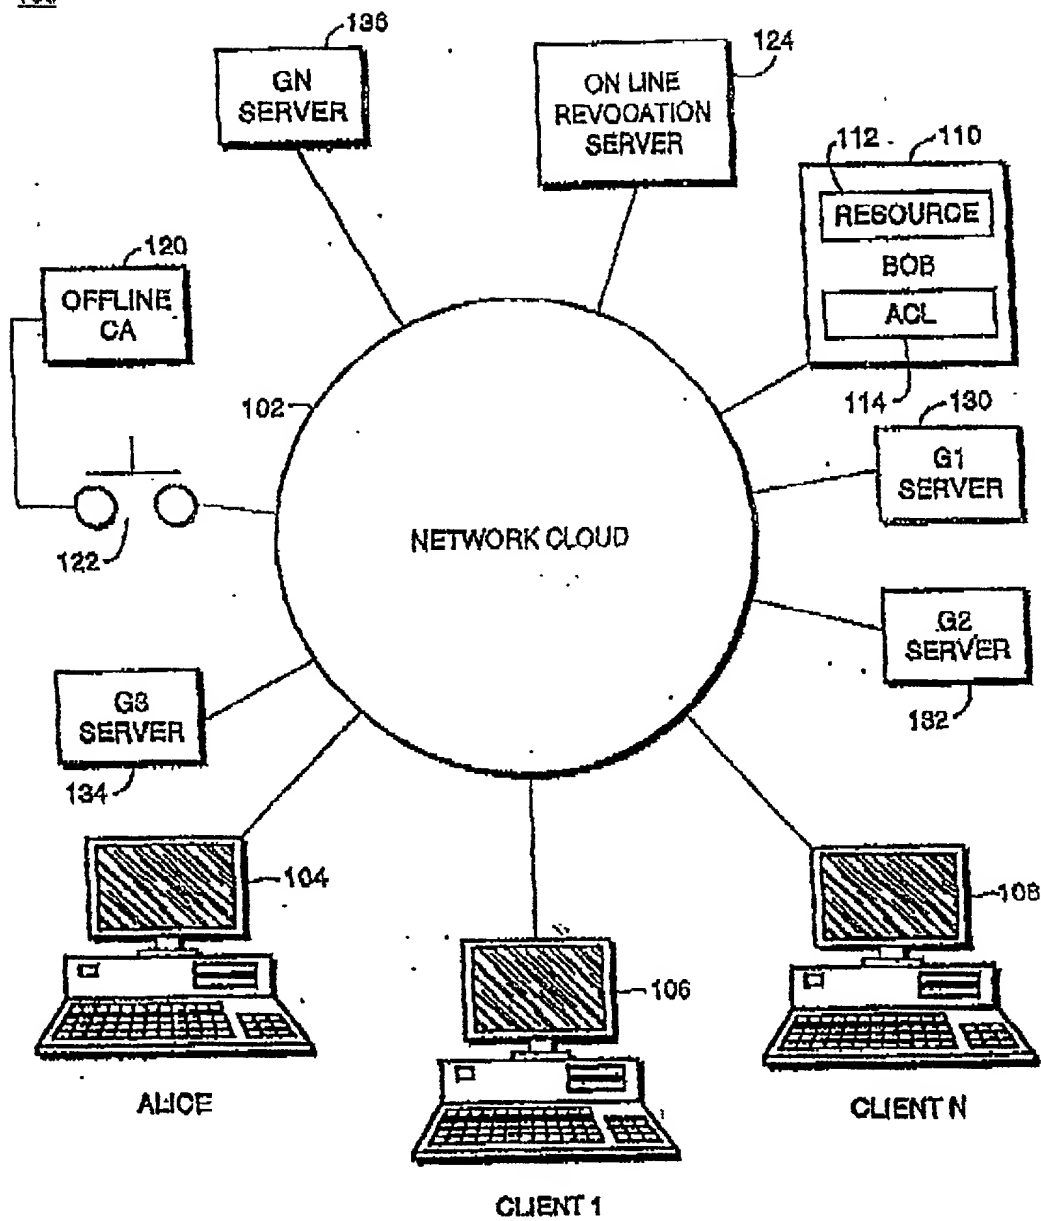 136
GN
SERVER
124
ON LINE
REVOCATION
SERVER
112
110
RESOURCE
BOB
ACL
114
120
OFFLINE
CA
102
130
G1
SERVER
122
NETWORK CLOUD
G2
SERVER
132
G3
SERVER
134
104
ALICE
106
CLIENT 1
108
CLIENT N